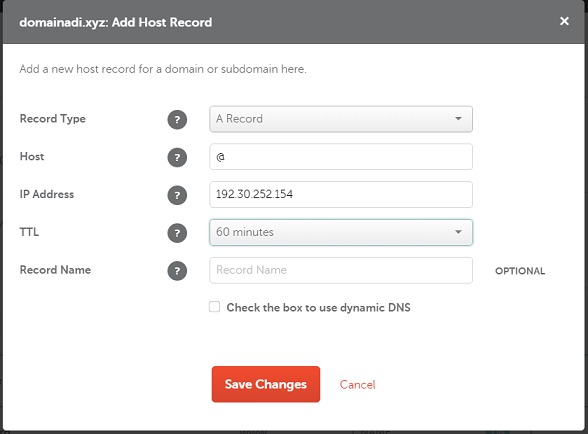 domainadi.xyz: Add Host Record ×
Add a new host record for a domain or subdomain here.
Record Type ? A Record
Host ? @
IP Address ? 192.30.252.154
TTL ? 60 minutes
Record Name ? Record Name OPTIONAL
Check the box to use dynamic DNS
Save Changes Cancel